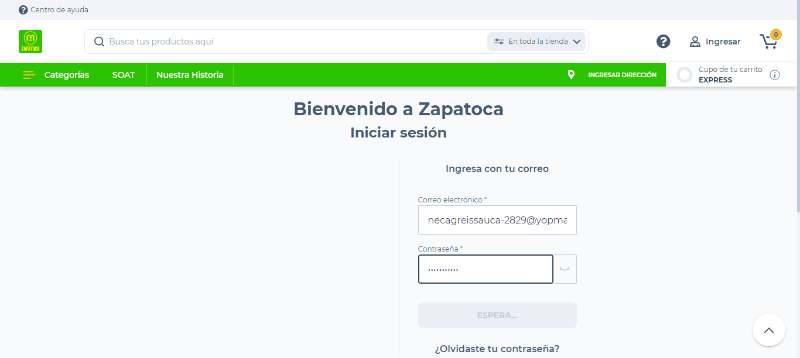 Centro de ayuda
Busca tus productos aquí
En toda la tienda
Ingresar
0
Categorías
SOAT
Nuestra Historia
INGRESAR DIRECCIÓN
Cupo de tu carrito
EXPRESS
Bienvenido a Zapatoca
Iniciar sesión
Ingresa con tu correo
Correo electrónico *
necagreissauca-2829@yopma
Contraseña *
•••••••••••
ESPERA...
¿Olvidaste tu contraseña?